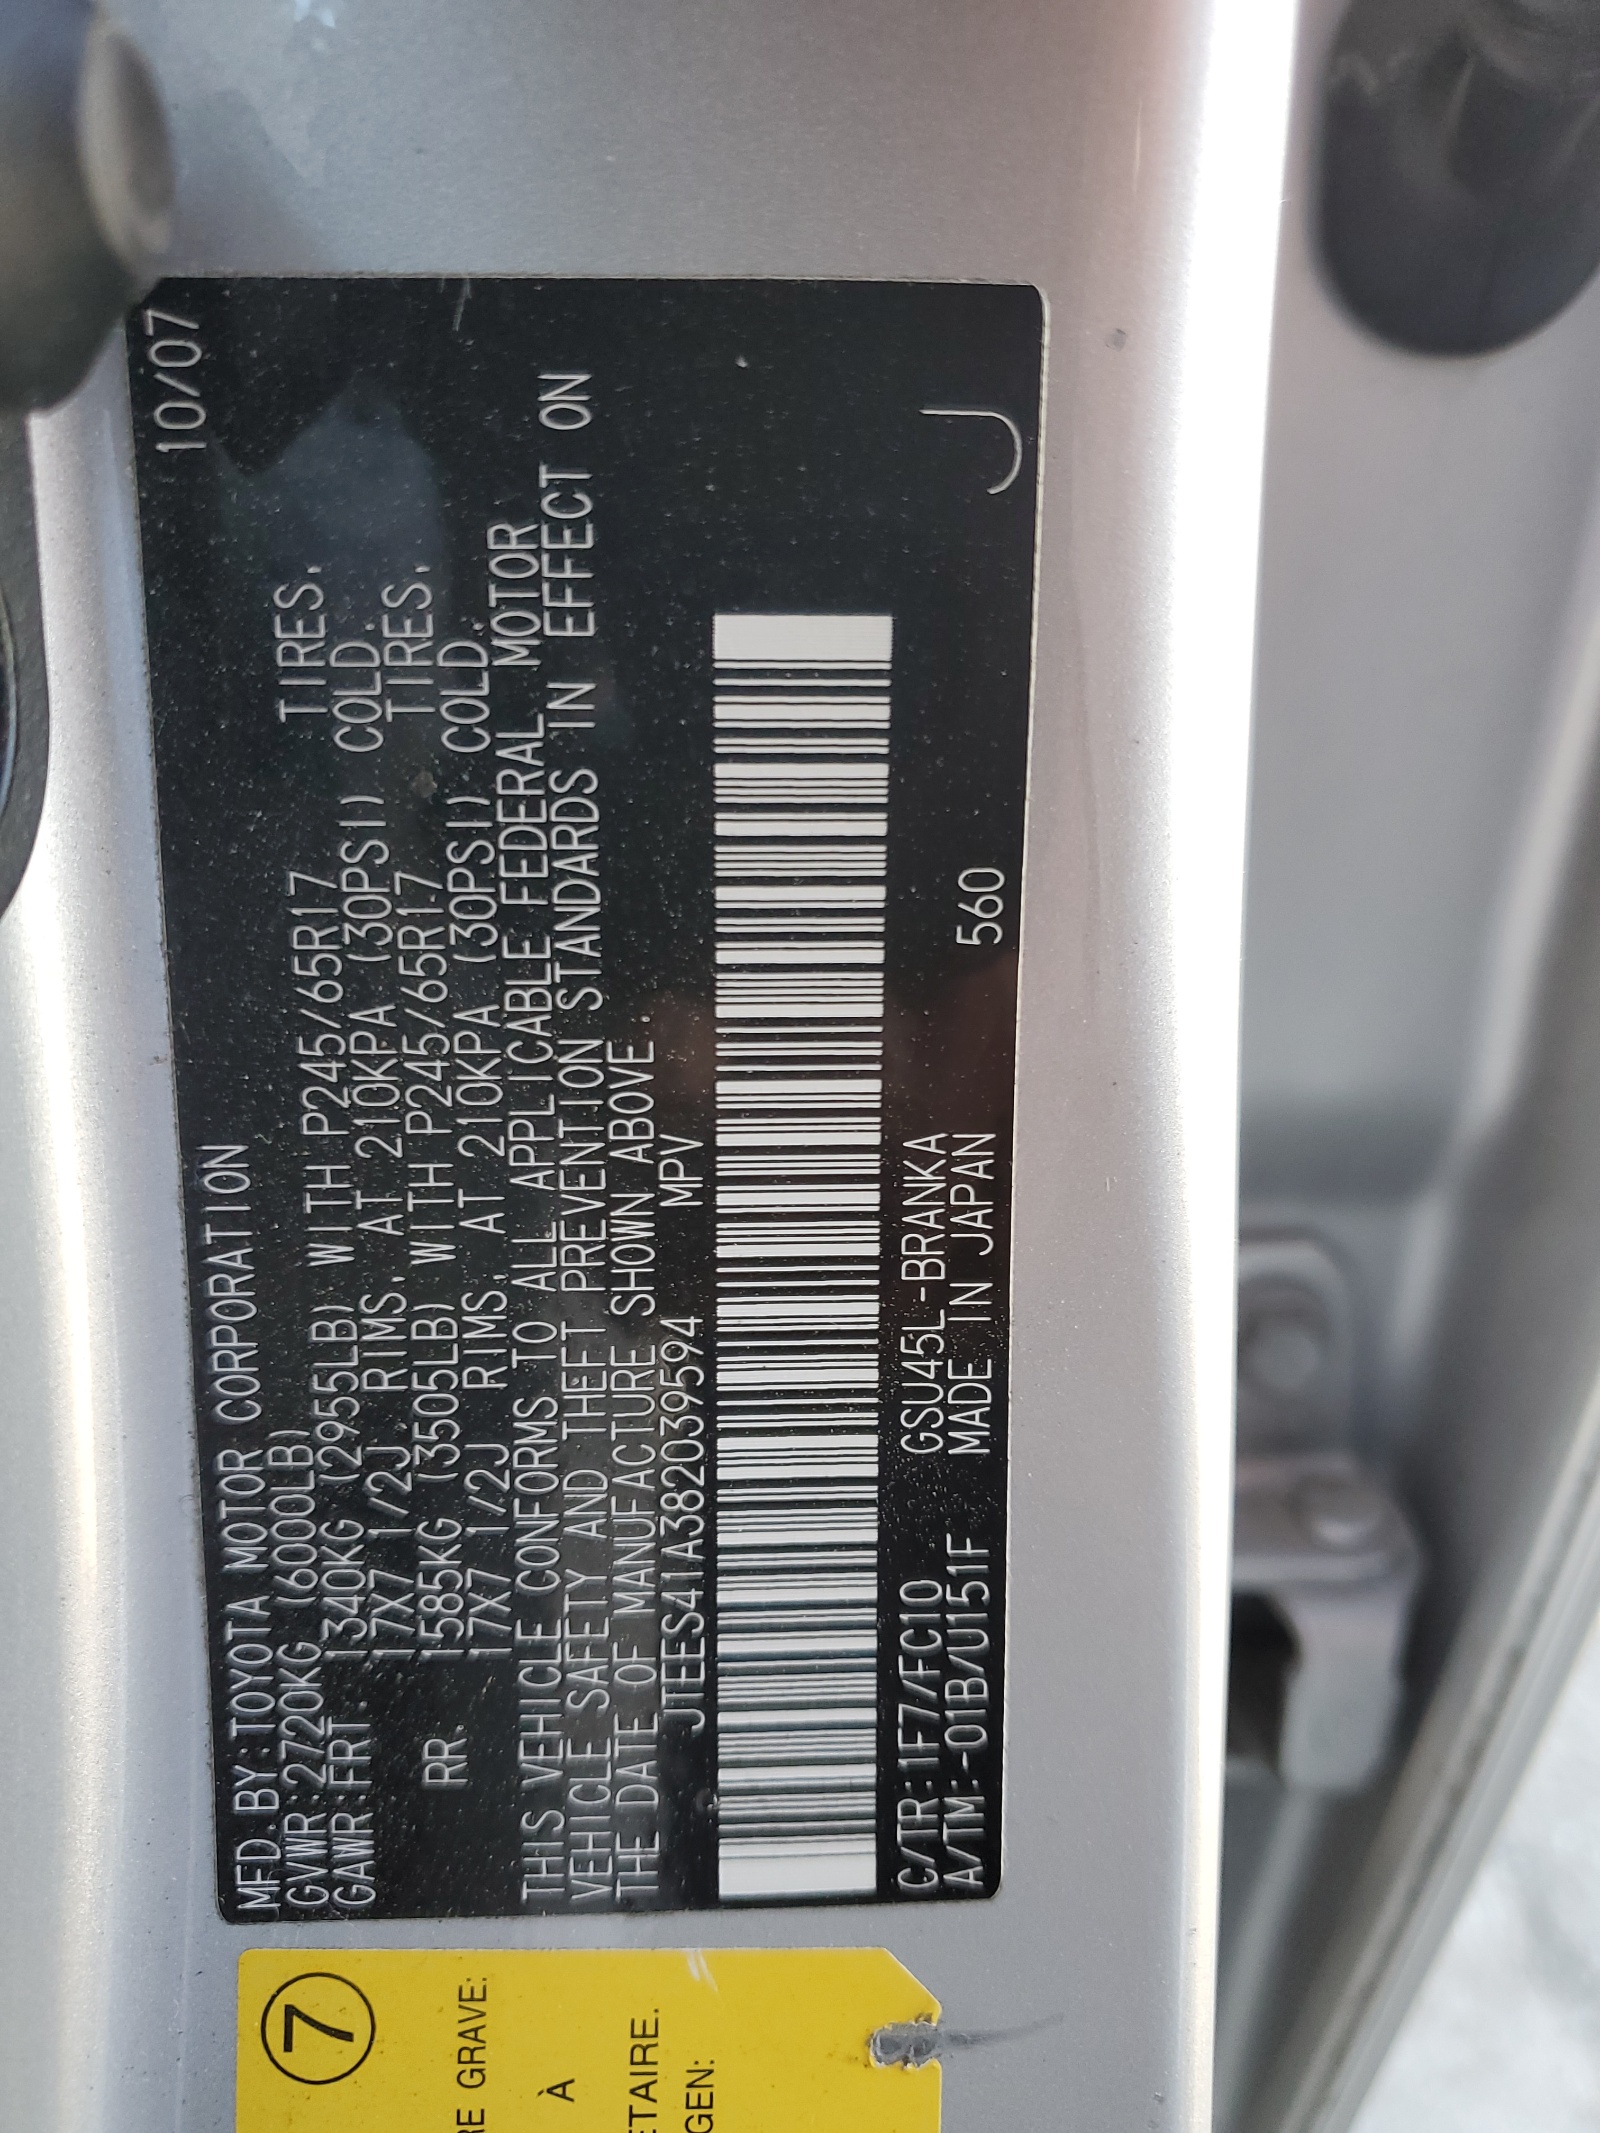 MFD.BY:TOYOTA MOTOR CORPORATION 10/07
GVWR:2720KG (6000LB)
GAWR:FRT. 1340KG (2955LB) WITH P245/65R17 TIRES.
17X7 1/2J RIMS. AT 210KPA (30PSI) COLD.
RR. 1585KG (3505LB) WITH P245/65R17 TIRES.
17X7 1/2J RIMS. AT 210KPA (30PSI) COLD.
THIS VEHICLE CONFORMS TO ALL APPLICABLE FEDERAL MOTOR
VEHICLE SAFETY AND THEFT PREVENTION STANDARDS IN EFFECT ON
THE DATE OF MANUFACTURE SHOWN ABOVE.
JTEES41A382039594 MPV
C/TR:1F7/FC10 GSU45L-BRANKA 560
A/TM:-01B/U151F MADE IN JAPAN J
7
RE GRAVE:
À
ETAIRE.
GEN: